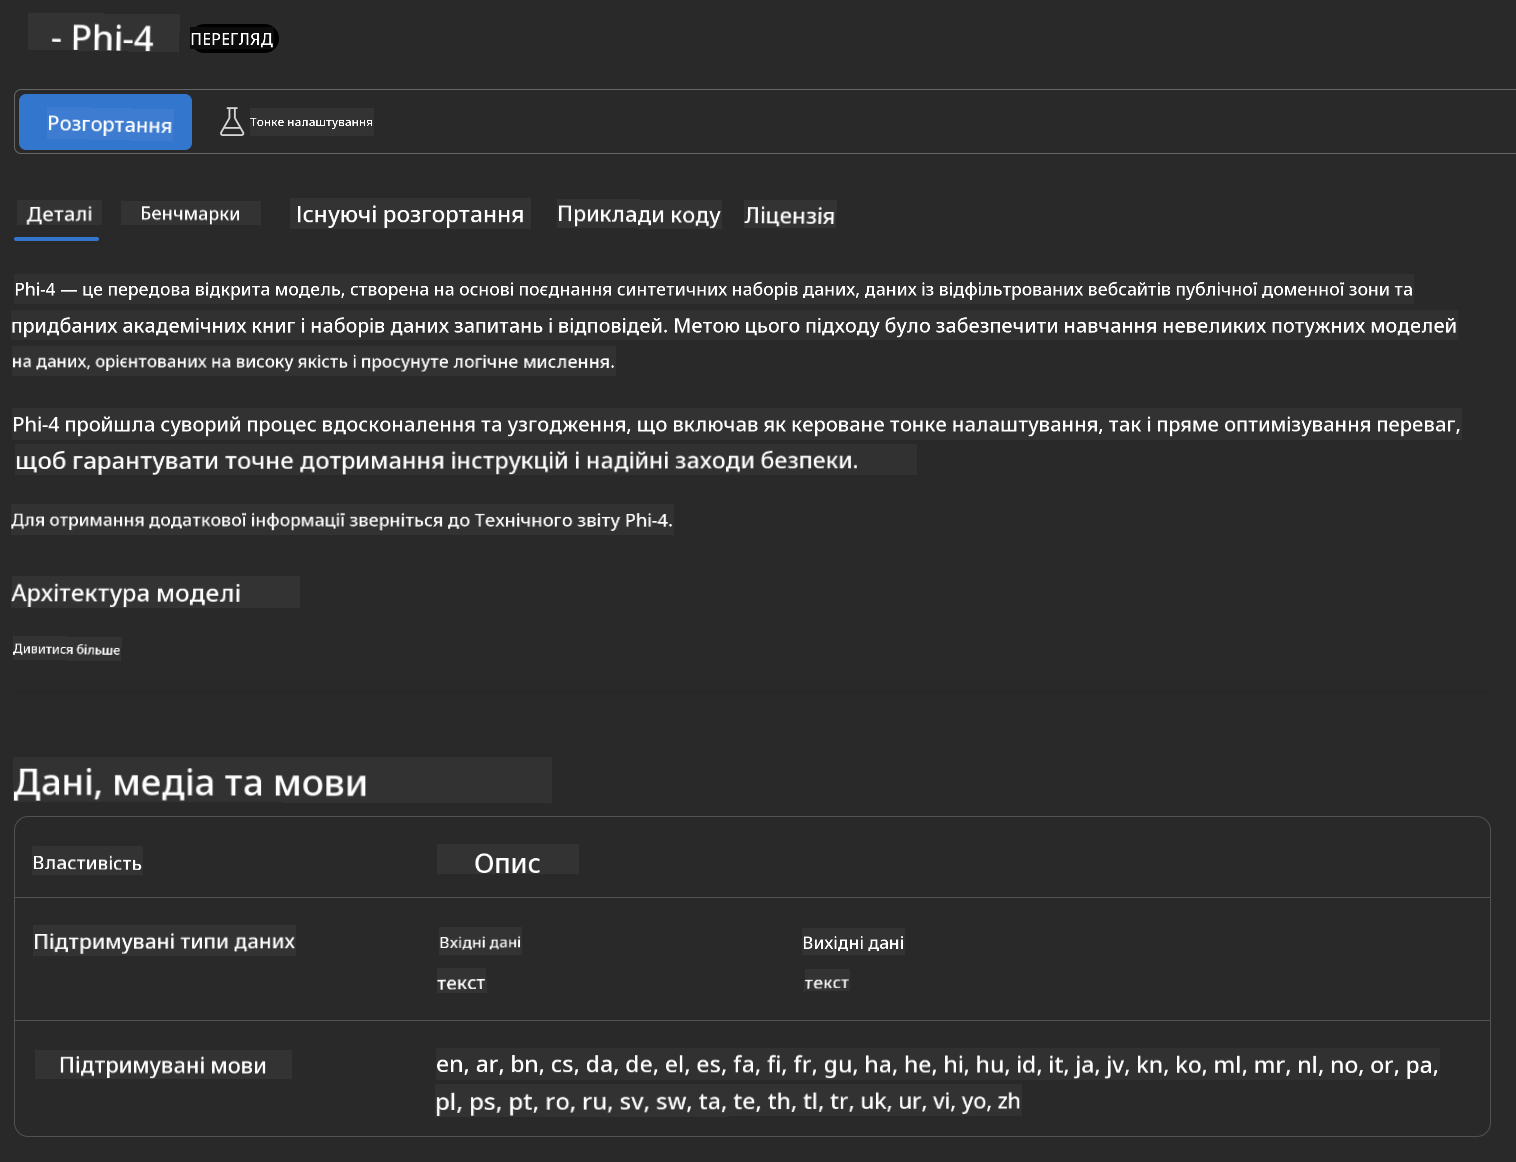 - Phi-4 ПЕРЕГЛЯД
Розгортання Тонке налаштування
Деталі Бенчмарки Існуючі розгортання Приклади коду Ліцензія
Phi-4 — це передова відкрита модель, створена на основі поєднання синтетичних наборів даних, даних із відфільтрованих вебсайтів публічної доменної зони та
придбаних академічних книг і наборів даних запитань і відповідей. Метою цього підходу було забезпечити навчання невеликих потужних моделей
на даних, орієнтованих на високу якість і просунуте логічне мислення.
Phi-4 пройшла суворий процес вдосконалення та узгодження, що включав як кероване тонке налаштування, так і пряме оптимізування переваг,
щоб гарантувати точне дотримання інструкцій і надійні заходи безпеки.
Для отримання додаткової інформації зверніться до Технічного звіту Phi-4.
Архітектура моделі
Дивитися більше
Дані, медіа та мови
Властивість Опис
Підтримувані типи даних Вхідні дані Вихідні дані
текст текст
Підтримувані мови en, ar, bn, cs, da, de, el, es, fa, fi, fr, gu, ha, he, hi, hu, id, it, ja, jv, kn, ko, ml, mr, nl, no, or, pa,
pl, ps, pt, ro, ru, sv, sw, ta, te, th, tl, tr, uk, ur, vi, yo, zh